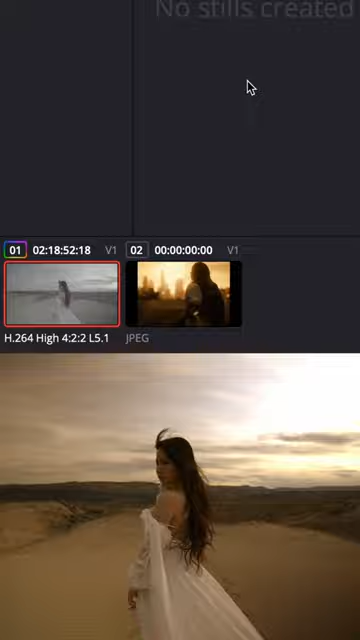 No stills created
01 02:18:52:18 V1 02 00:00:00:00 V1
H.264 High 4:2:2 L5.1 JPEG